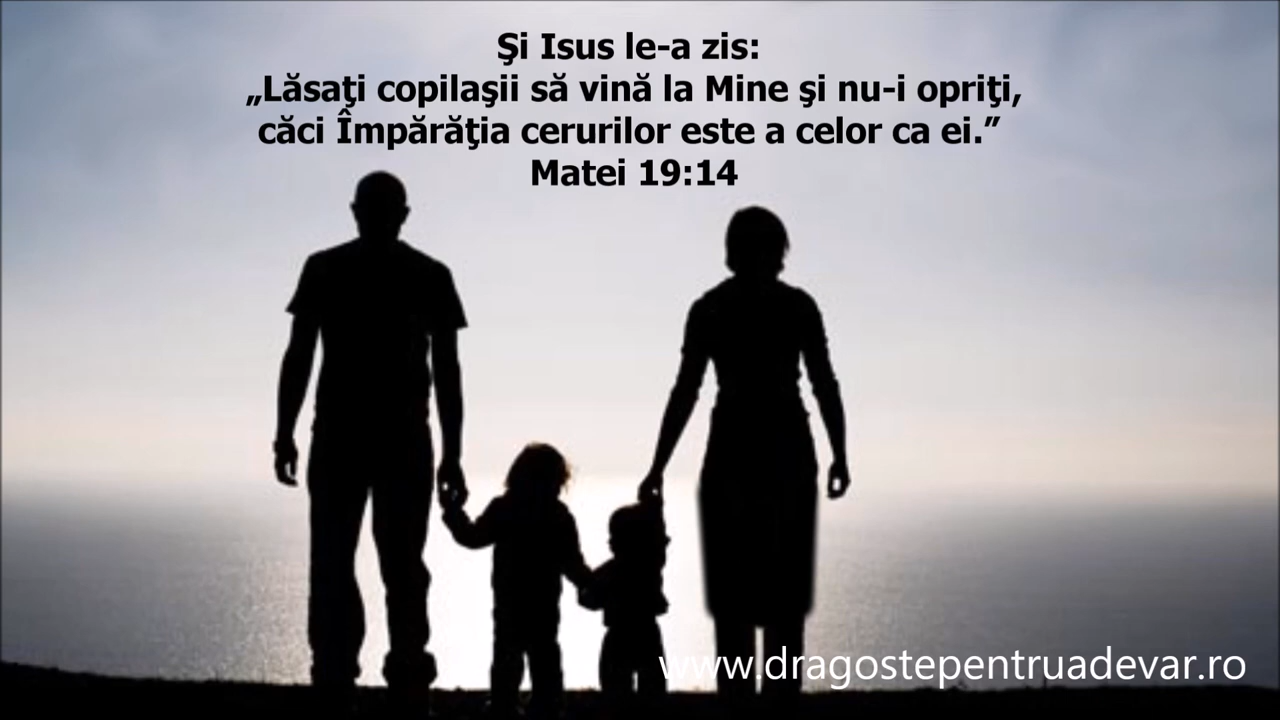 Şi Isus le-a zis:
„Lăsaţi copilaşii să vină la Mine şi nu-i opriţi,
căci Împărăţia cerurilor este a celor ca ei.”
Matei 19:14
www.dragostepentruadevar.ro